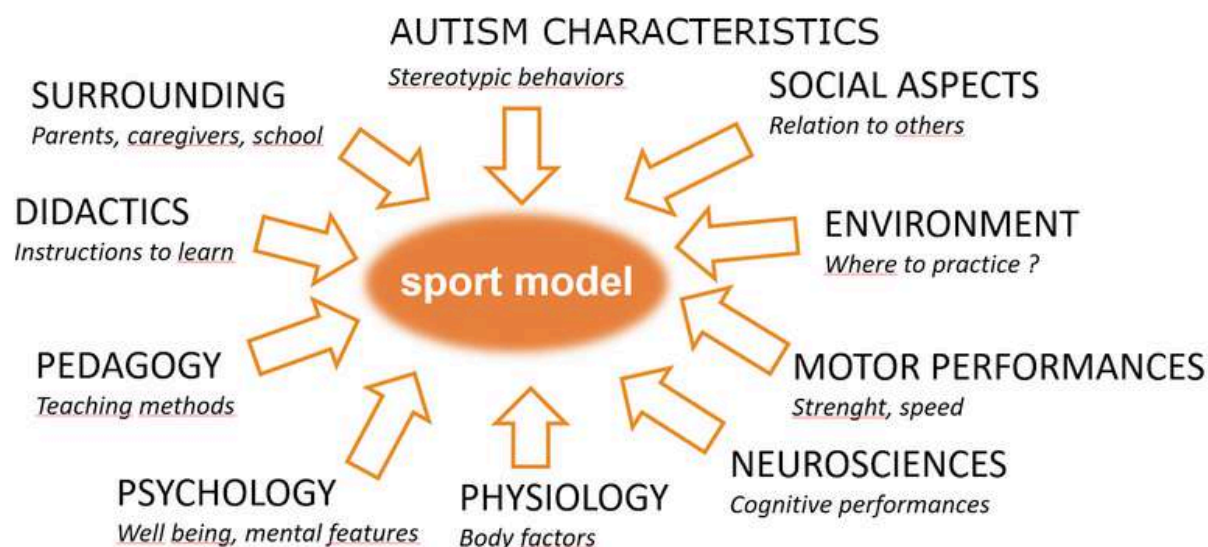 AUTISM CHARACTERISTICS
Stereotypic behaviors
SURROUNDING
Parents, caregivers, school
SOCIAL ASPECTS
Relation to others
DIDACTICS
Instructions to learn
ENVIRONMENT
Where to practice ?
sport model
PEDAGOGY
Teaching methods
MOTOR PERFORMANCES
Strenght, speed
PSYCHOLOGY
Well being, mental features
PHYSIOLOGY
Body factors
NEUROSCIENCES
Cognitive performances